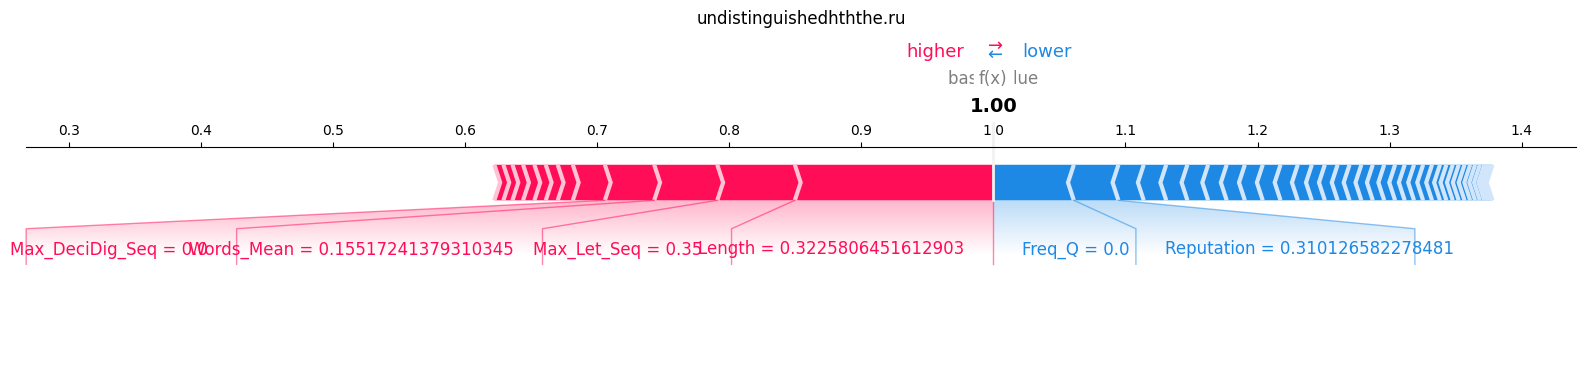 undistinguishedhththe.ru
higher ⇄ lower
bas f(x) lue
1.00
0.3 0.4 0.5 0.6 0.7 0.8 0.9 1.0 1.1 1.2 1.3 1.4
Max_DeciDig_Seq = 0.0 Words_Mean = 0.15517241379310345 Max_Let_Seq = 0.35 Length = 0.3225806451612903 Freq_Q = 0.0 Reputation = 0.310126582278481